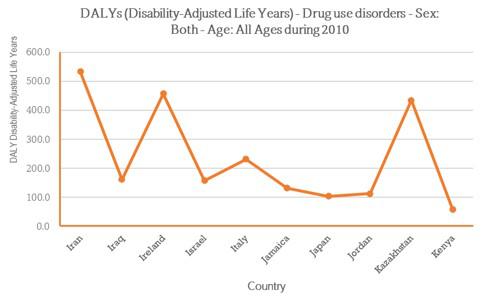 DALYs (Disability-Adjusted Life Years) - Drug use disorders - Sex:
Both - Age: All Ages during 2010
DALY Disability-Adjusted Life Years
600.0
500.0
400.0
300.0
200.0
100.0
0.0
Iran
Iraq
Ireland
Israel
Italy
Jamaica
Japan
Jordan
Kazakhstan
Kenya
Country